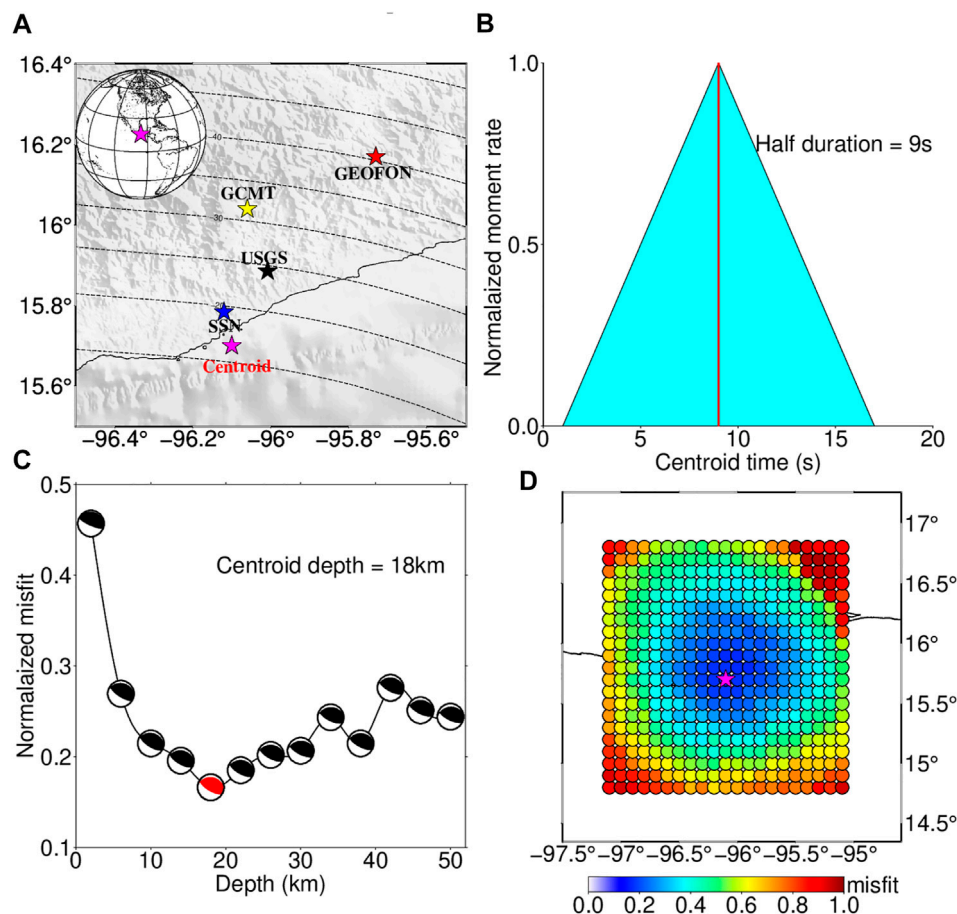 A
16.4°
16.2°
16°
15.8°
15.6°
40
GEOFON
GCMT
30
USGS
20
SSN
Centroid
−96.4 −96.2 −96° −95.8 −95.6
B
1.0
0.5
0.0
Normalaized moment rate
Half duration = 9s
0 5 10 15 20
Centroid time (s)
C
0.5
0.4
0.3
0.2
0.1
Normalaized misfit
Centroid depth = 18km
0 10 20 30 40 50
Depth (km)
D
17°
16.5°
16°
15.5°
15°
14.5°
−97.5° −97° −96.5° −96° −95.5° −95°
misfit
0.0 0.2 0.4 0.6 0.8 1.0